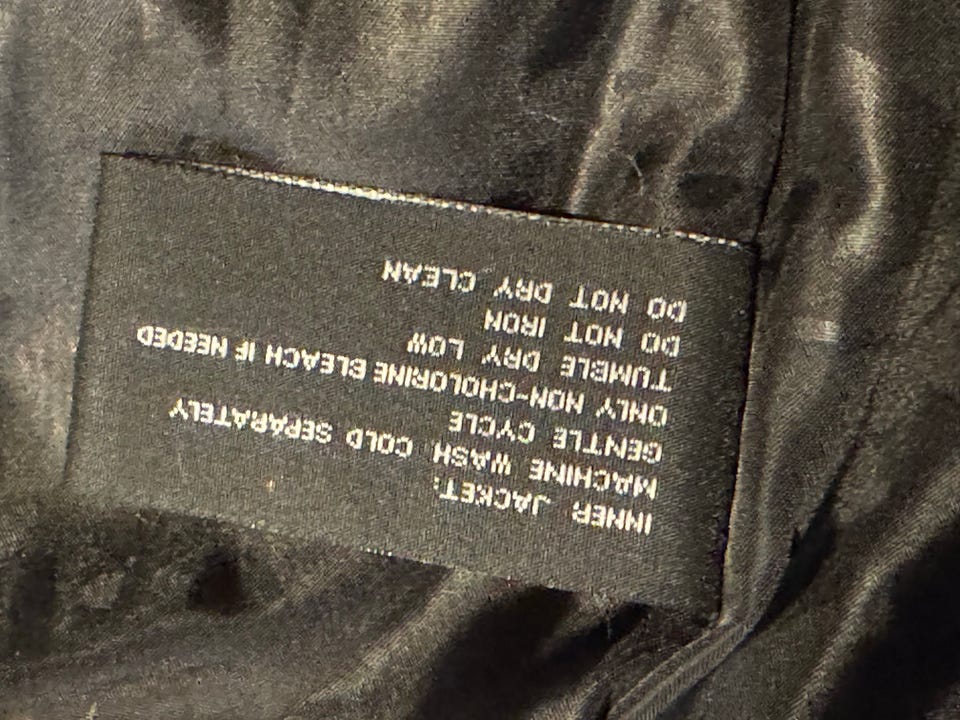 INNER JACKET:
MACHINE WASH COLD SEPARATELY
GENTLE CYCLE
ONLY NON-CHOLORINE BLEACH IF NEEDED
TUMBLE DRY LOW
DO NOT IRON
DO NOT DRY CLEAN